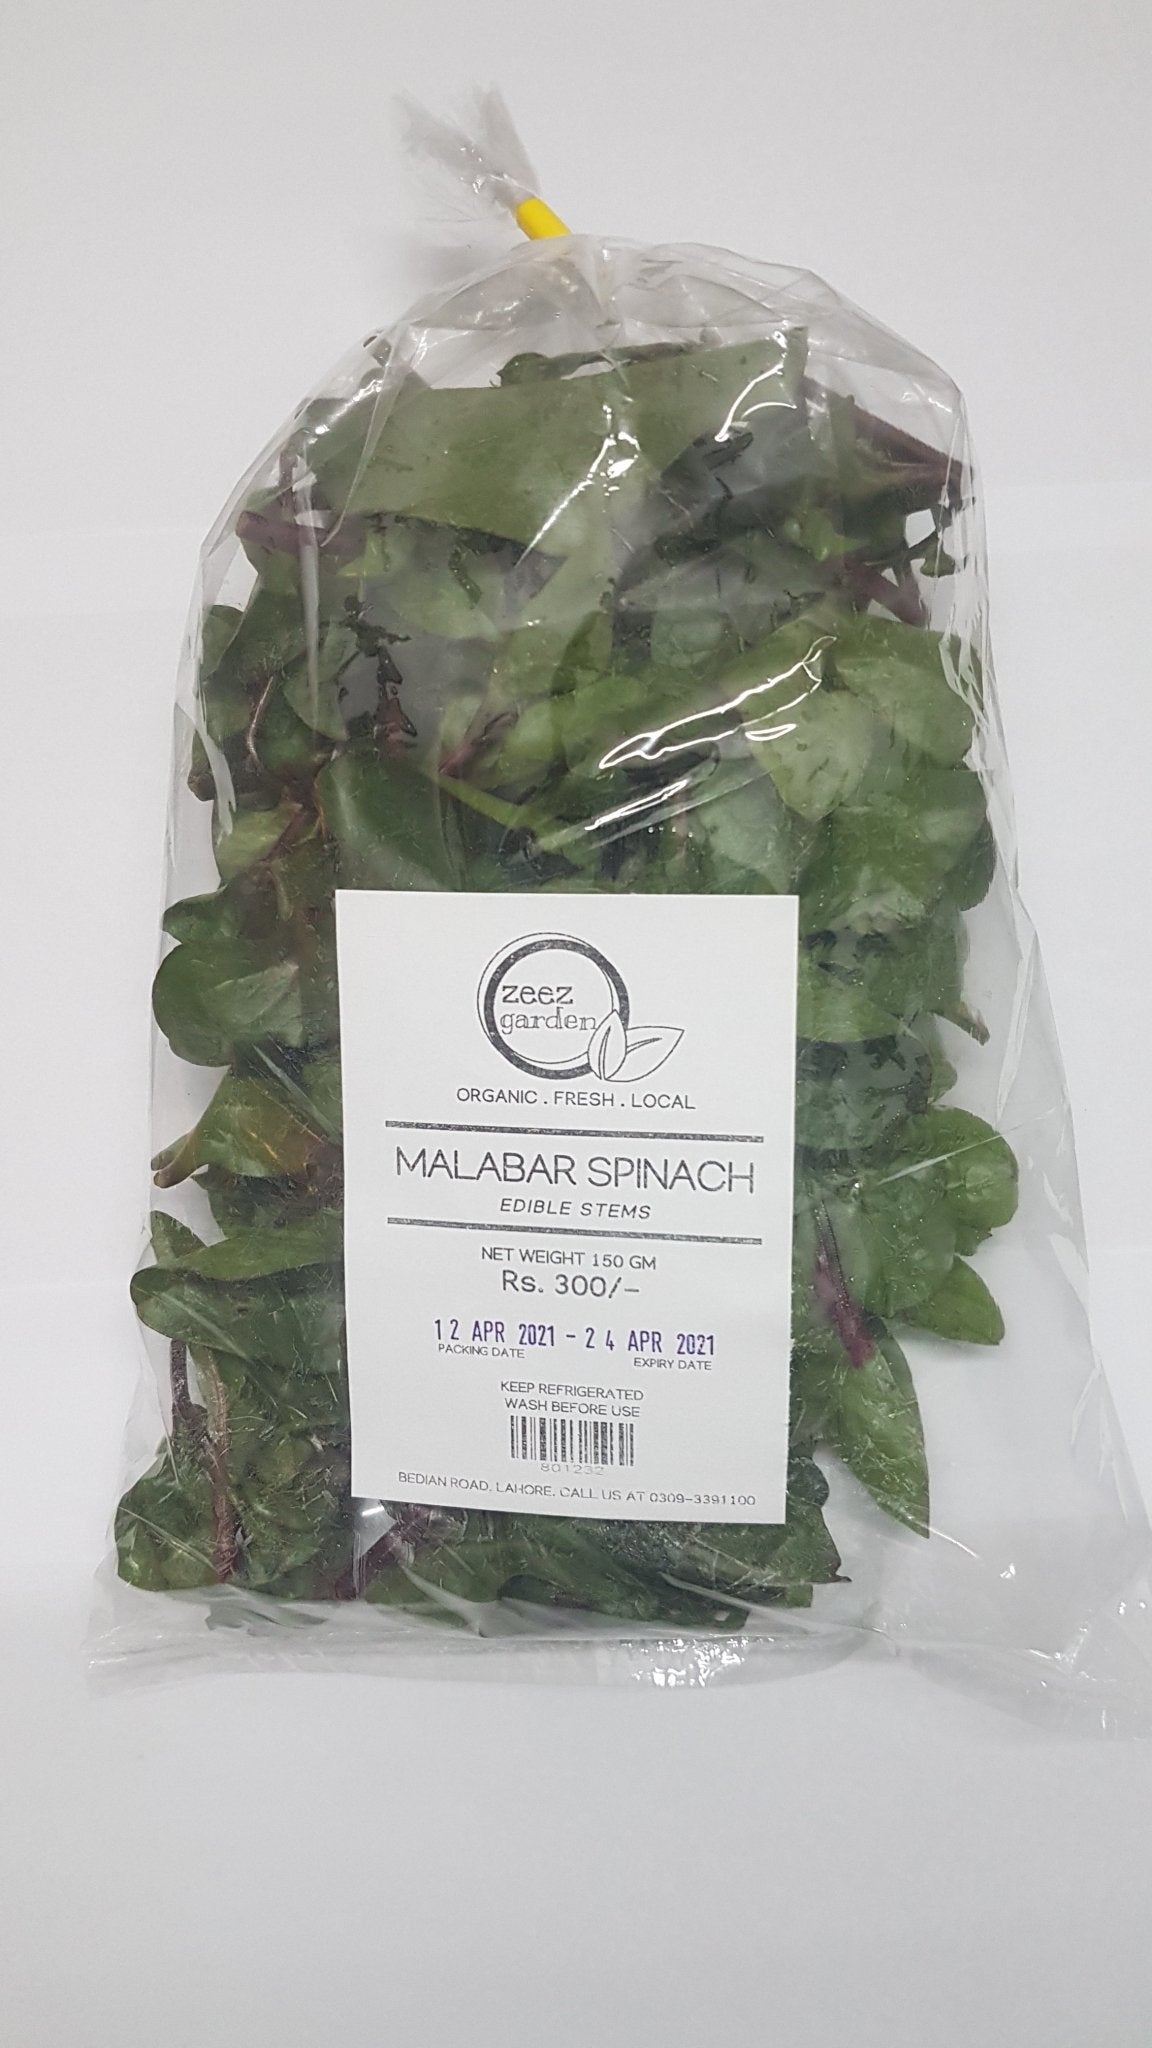 zeez
garden
ORGANIC . FRESH . LOCAL
MALABAR SPINACH
EDIBLE STEMS
NET WEIGHT 150 GM
Rs. 300/-
12 APR 2021 - 24 APR 2021
PACKING DATE EXPIRY DATE
KEEP REFRIGERATED
WASH BEFORE USE
801232
BEDIAN ROAD, LAHORE. CALL US AT 0309-3391100